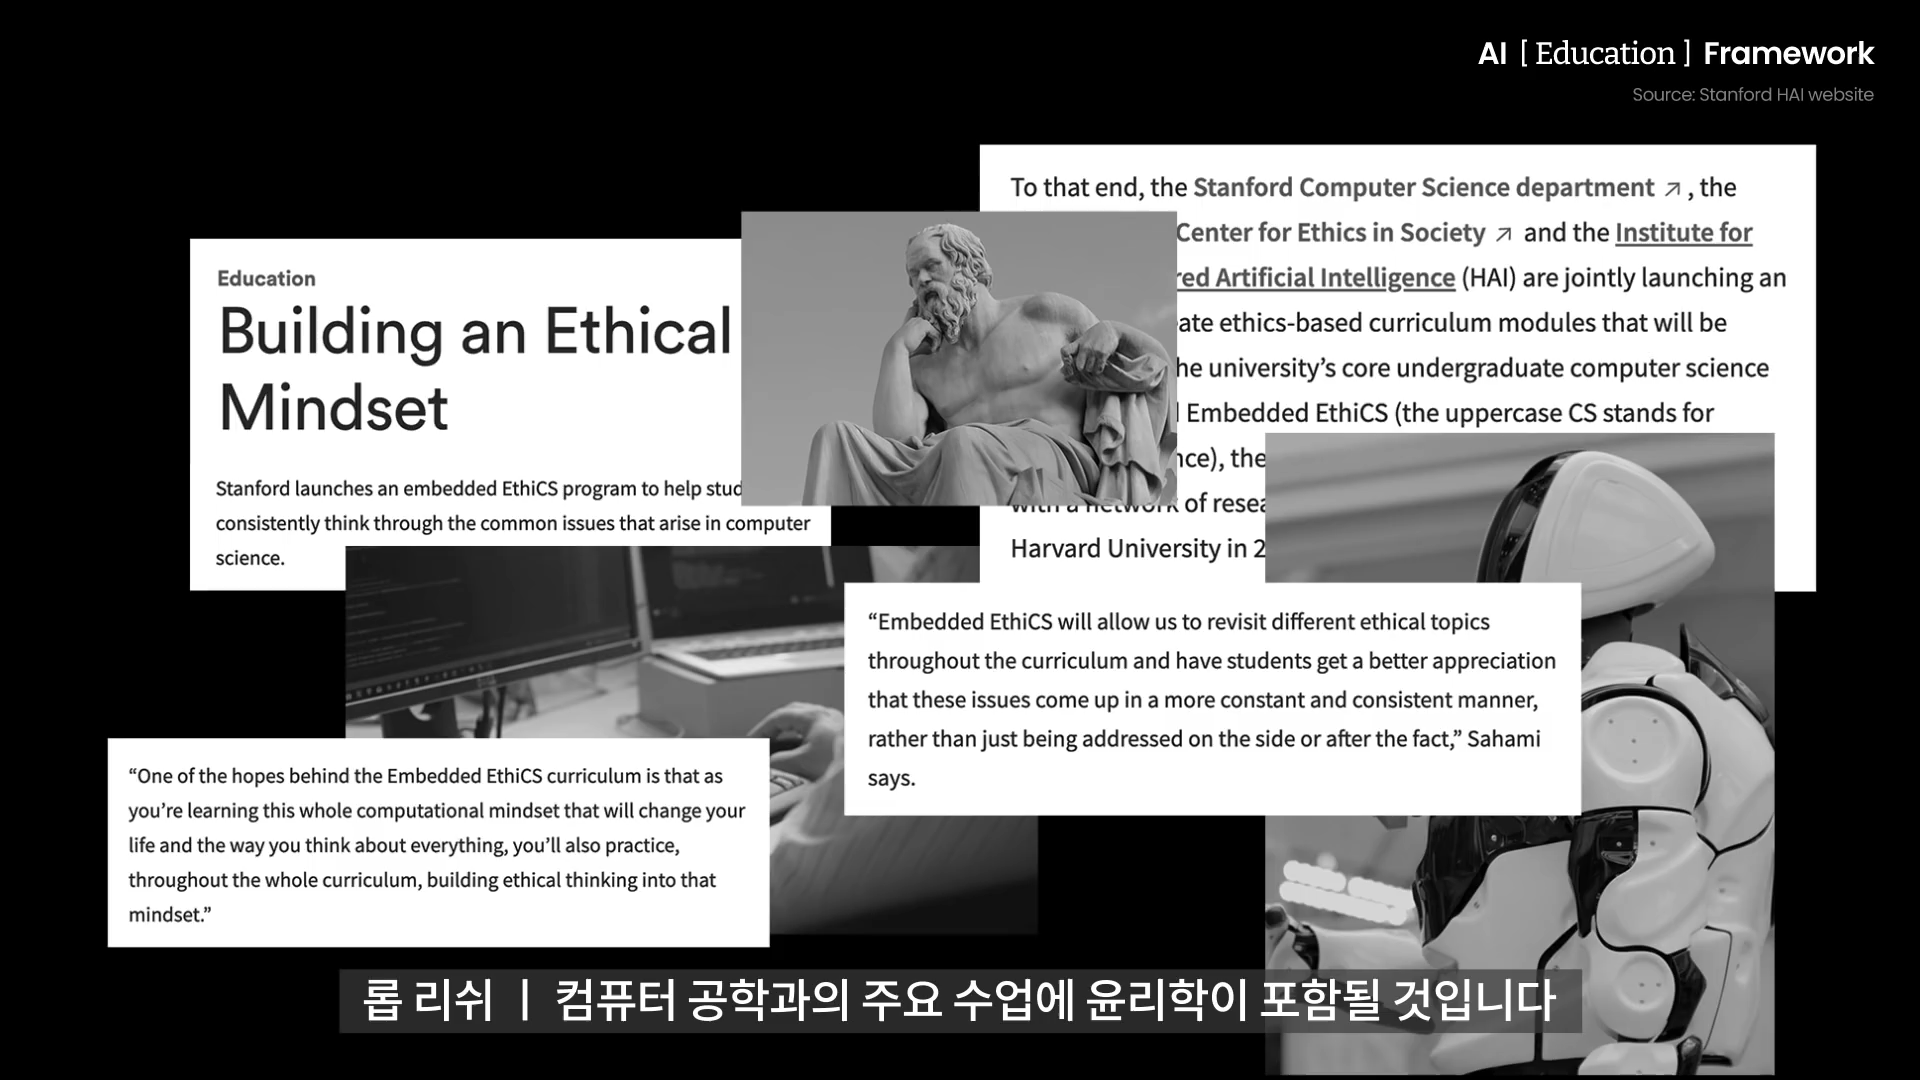 AI [ Education ] Framework
Source: Stanford HAI website
Education
Building an Ethical
Mindset
Stanford launches an embedded EthiCS program to help
consistently think through the common issues that arise in computer
science.
To that end, the Stanford Computer Science department ↗, the
Center for Ethics in Society ↗ and the Institute for
Artificial Intelligence (HAI) are jointly launching an
ethics-based curriculum modules that will be
university’s core undergraduate computer science
Embedded EthiCS (the uppercase CS stands for
the
with a network of
Harvard University in
“Embedded EthiCS will allow us to revisit different ethical topics
throughout the curriculum and have students get a better appreciation
that these issues come up in a more constant and consistent manner,
rather than just being addressed on the side or after the fact,” Sahami
says.
“One of the hopes behind the Embedded EthiCS curriculum is that as
you’re learning this whole computational mindset that will change your
life and the way you think about everything, you’ll also practice,
throughout the whole curriculum, building ethical thinking into that
mindset.”
롭 리쉬 ㅣ 컴퓨터 공학과의 주요 수업에 윤리학이 포함될 것입니다